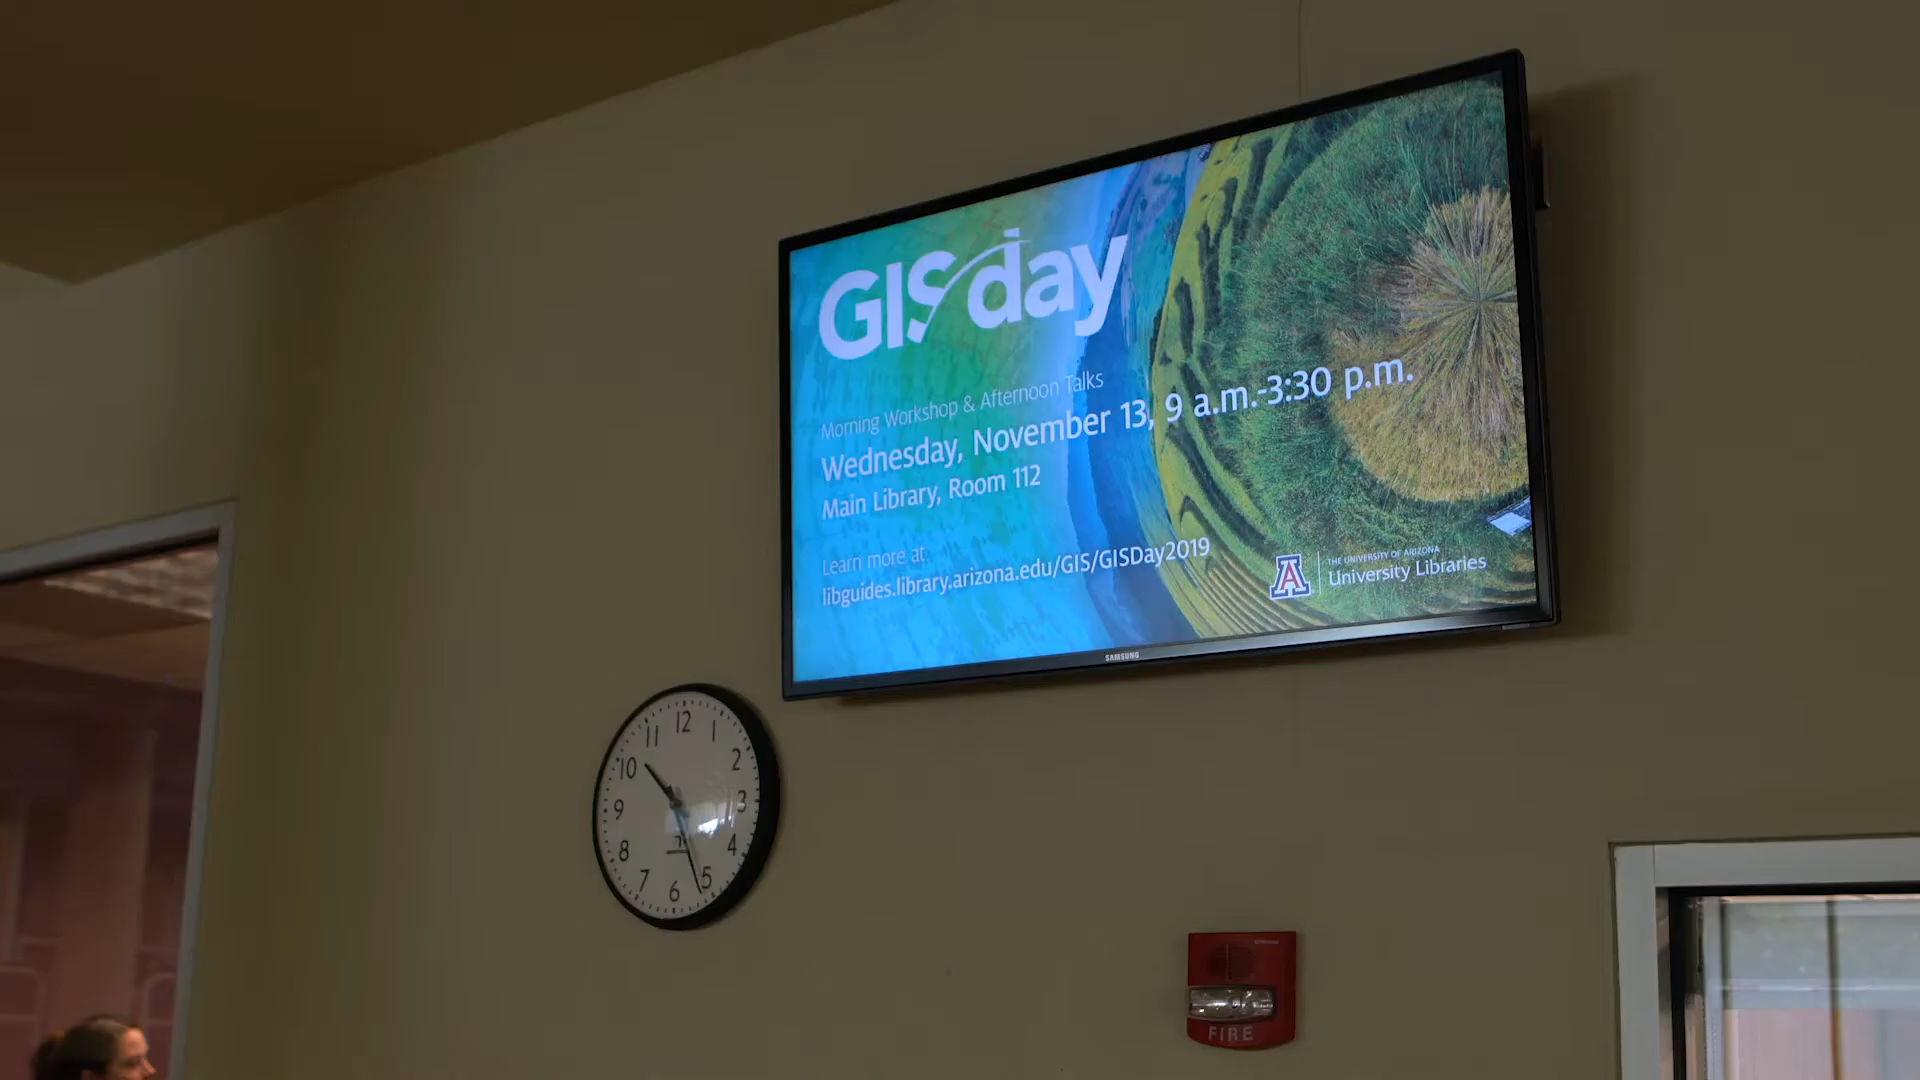 GIS day
Morning Workshop & Afternoon Talks
Wednesday, November 13, 9 a.m.-3:30 p.m.
Main Library, Room 112
Learn more at
libguides.library.arizona.edu/GIS/GISDay2019
A
THE UNIVERSITY OF ARIZONA
University Libraries
SAMSUNG
12
1
2
3
4
5
6
7
8
9
10
11
FIRE